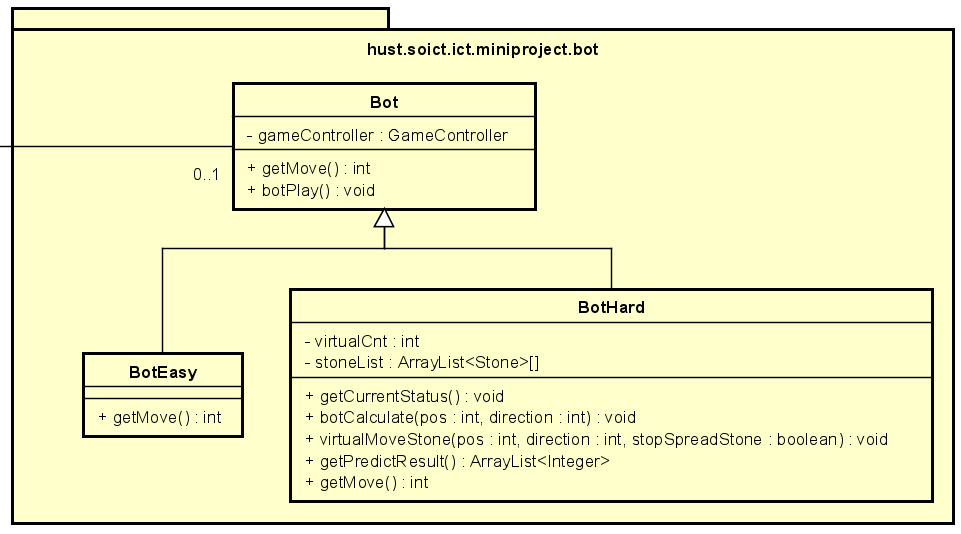 hust.soict.ict.miniproject.bot
Bot
- gameController : GameController
+ getMove() : int
+ botPlay() : void
0..1
BotEasy
+ getMove() : int
BotHard
- virtualCnt : int
- stoneList : ArrayList<Stone>[]
+ getCurrentStatus() : void
+ botCalculate(pos : int, direction : int) : void
+ virtualMoveStone(pos : int, direction : int, stopSpreadStone : boolean) : void
+ getPredictResult() : ArrayList<Integer>
+ getMove() : int